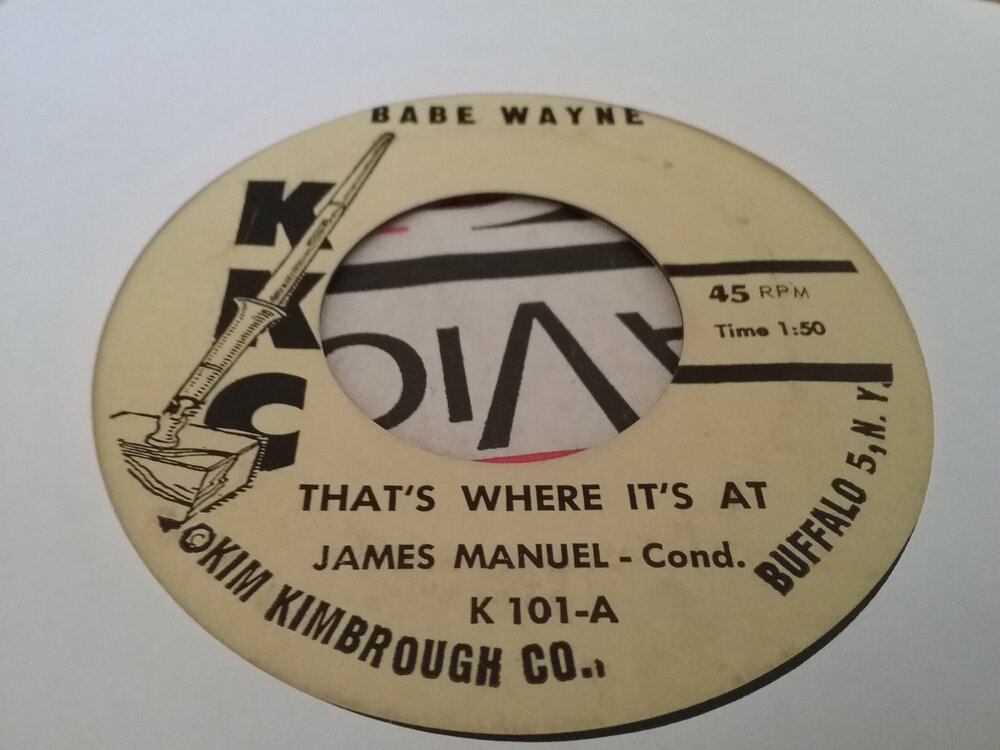 BABE WAYNE
KKC
45 RPM
Time 1:50
THAT'S WHERE IT'S AT
JAMES MANUEL - Cond.
K 101-A
©KIM KIMBROUGH CO., BUFFALO 5, N. Y.